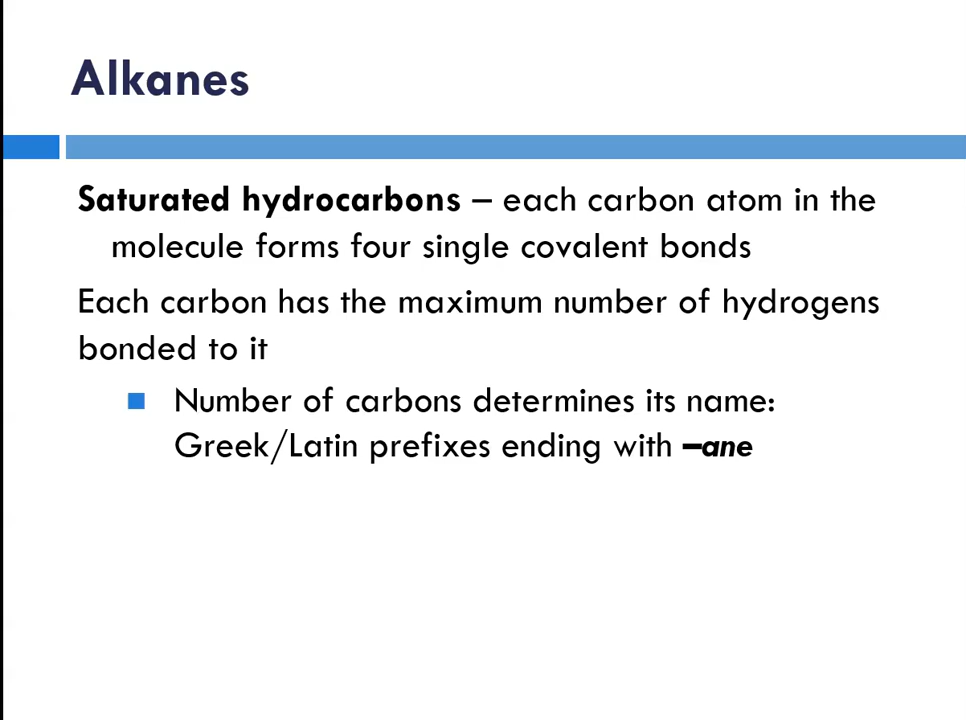 Alkanes
Saturated hydrocarbons – each carbon atom in the
molecule forms four single covalent bonds
Each carbon has the maximum number of hydrogens
bonded to it
Number of carbons determines its name:
Greek/Latin prefixes ending with –ane